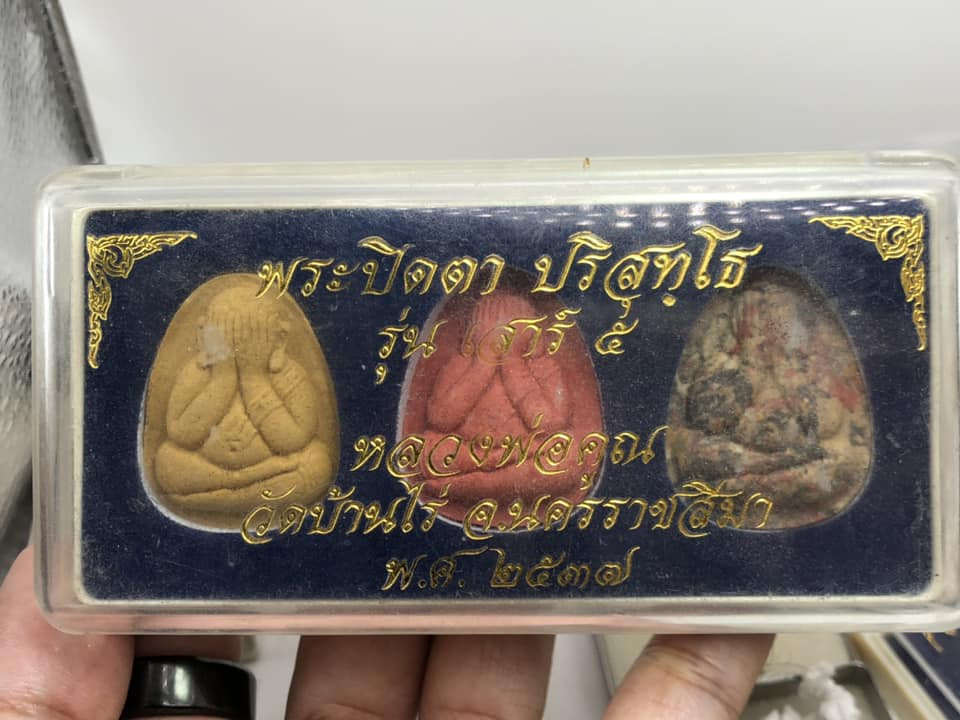 พระปิดตา ปริสุทฺโธ
รุ่น เสาร์ ๕
หลวงพ่อคูณ
วัดบ้านไร่ จ.นครราชสีมา
พ.ศ. ๒๕๓๗